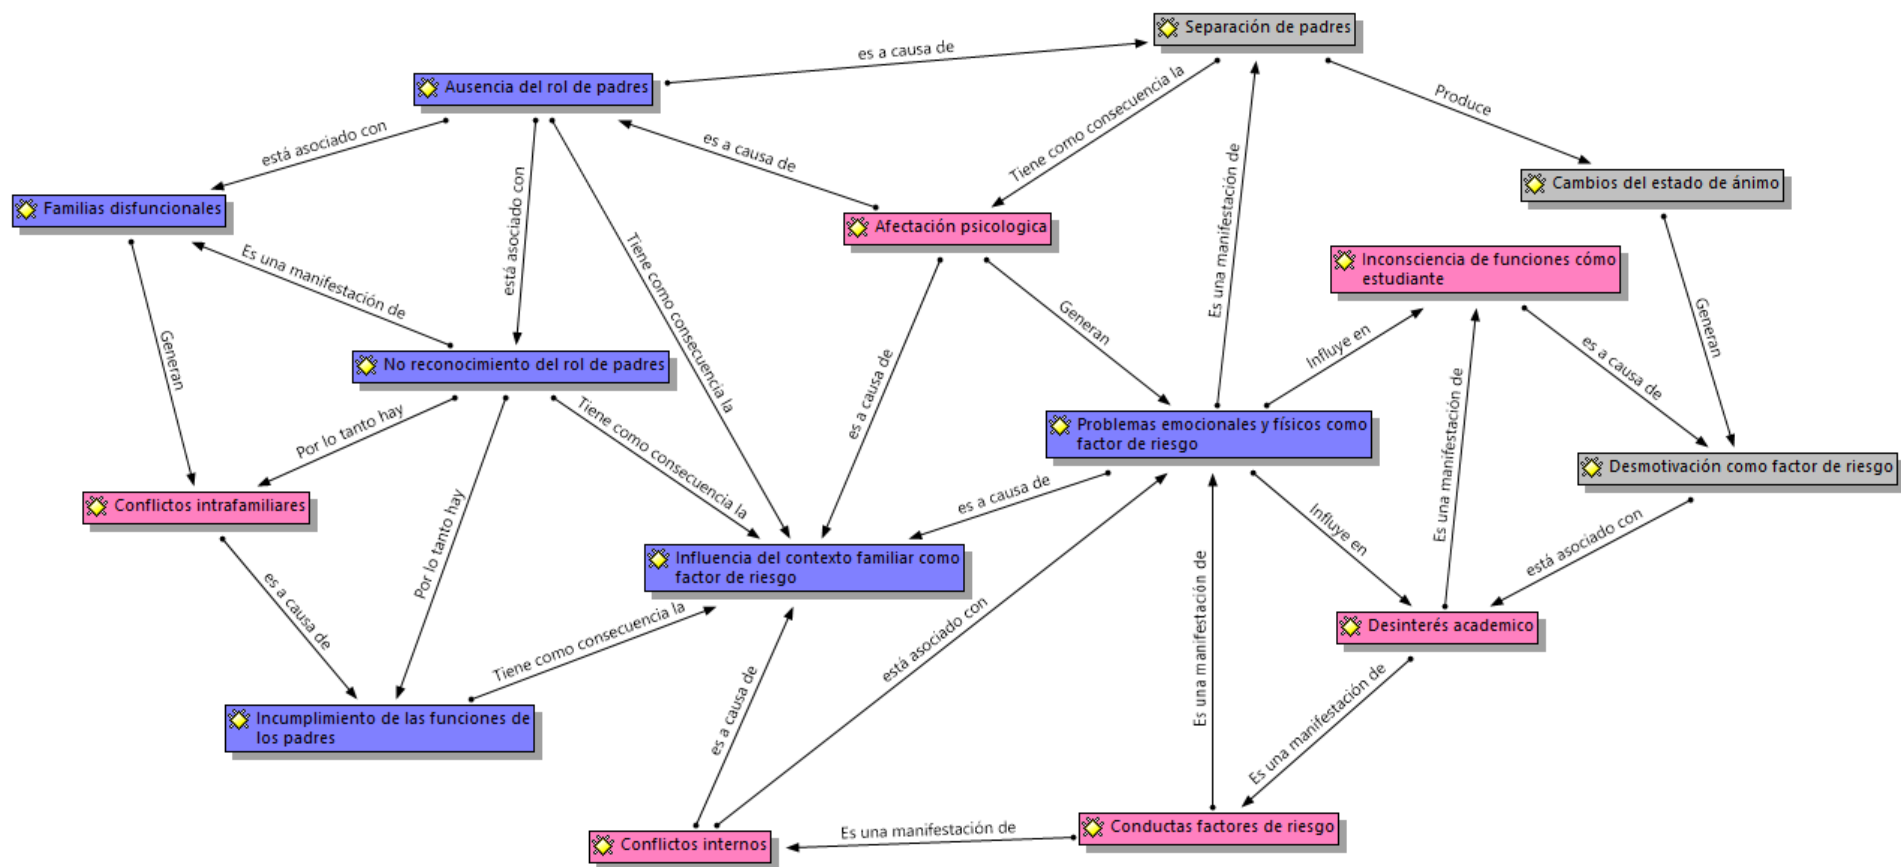 Separación de padres
es a causa de
Ausencia del rol de padres
Tiene como consecuencia la
Produce
está asociado con
es a causa de
Es una manifestación de
Cambios del estado de ánimo
Familias disfuncionales
está asociado con
Afectación psicologica
Tiene como consecuencia la
Inconsciencia de funciones cómo
estudiante
Es una manifestación de
Generan
Generan
Generan
Influye en
es a causa de
No reconocimiento del rol de padres
es a causa de
Es una manifestación de
Por lo tanto hay
Tiene como consecuencia la
Problemas emocionales y físicos como
factor de riesgo
Desmotivación como factor de riesgo
Conflictos intrafamiliares
Por lo tanto hay
es a causa de
Influye en
está asociado con
Influencia del contexto familiar como
factor de riesgo
es a causa de
está asociado con
Es una manifestación de
Desinterés academico
Tiene como consecuencia la
Incumplimiento de las funciones de
los padres
es a causa de
Es una manifestación de
Conflictos internos
Es una manifestación de
Conductas factores de riesgo